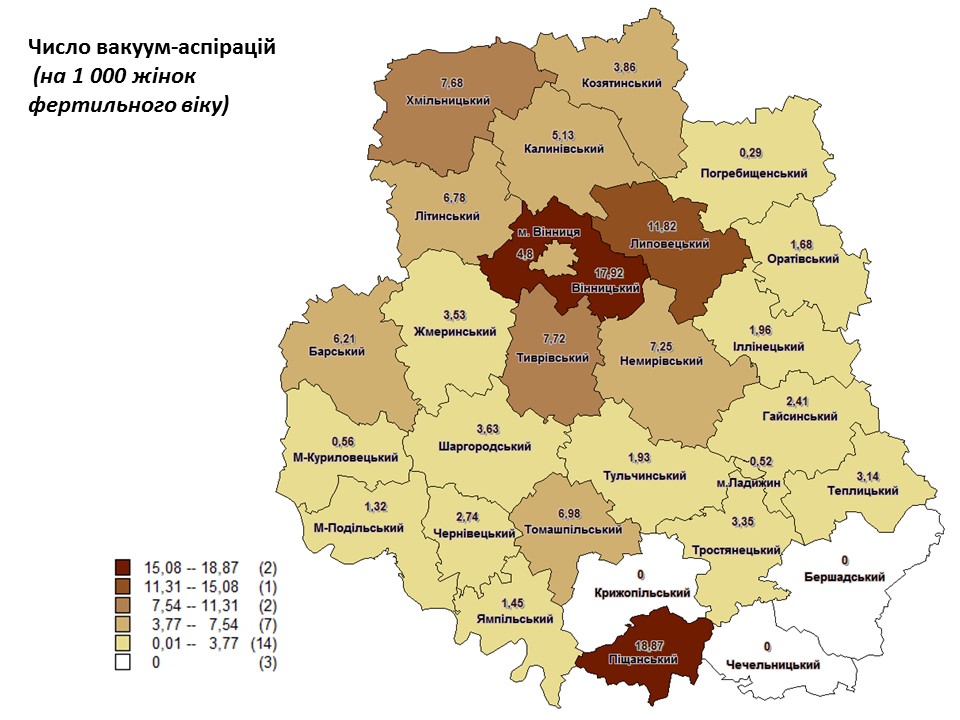 Число вакуум-аспірацій
(на 1 000 жінок
фертильного віку)
3,86
Козятинський
7,68
Хмільницький
5,13
Калинівський
0,29
Погребищенський
6,78
Літинський
11,82
Липовецький
м. Вінниця
4,8
17,92
Вінницький
1,68
Оратівський
3,53
Жмеринський
6,21
Барський
7,72
Тиврівський
7,25
Немирівський
1,96
Іллінецький
2,41
Гайсинський
3,63
Шаргородський
0,56
М-Куриловецький
1,93
Тульчинський
0,52
м.Ладижин
3,14
Теплицький
1,32
М-Подільський
2,74
Чернівецький
6,98
Томашпільський
3,35
Тростянецький
0
Бершадський
0
Крижопільський
1,45
Ямпільський
18,87
Піщанський
0
Чечельницький
15,08 -- 18,87 (2)
11,31 -- 15,08 (1)
7,54 -- 11,31 (2)
3,77 -- 7,54 (7)
0,01 -- 3,77 (14)
0 (3)